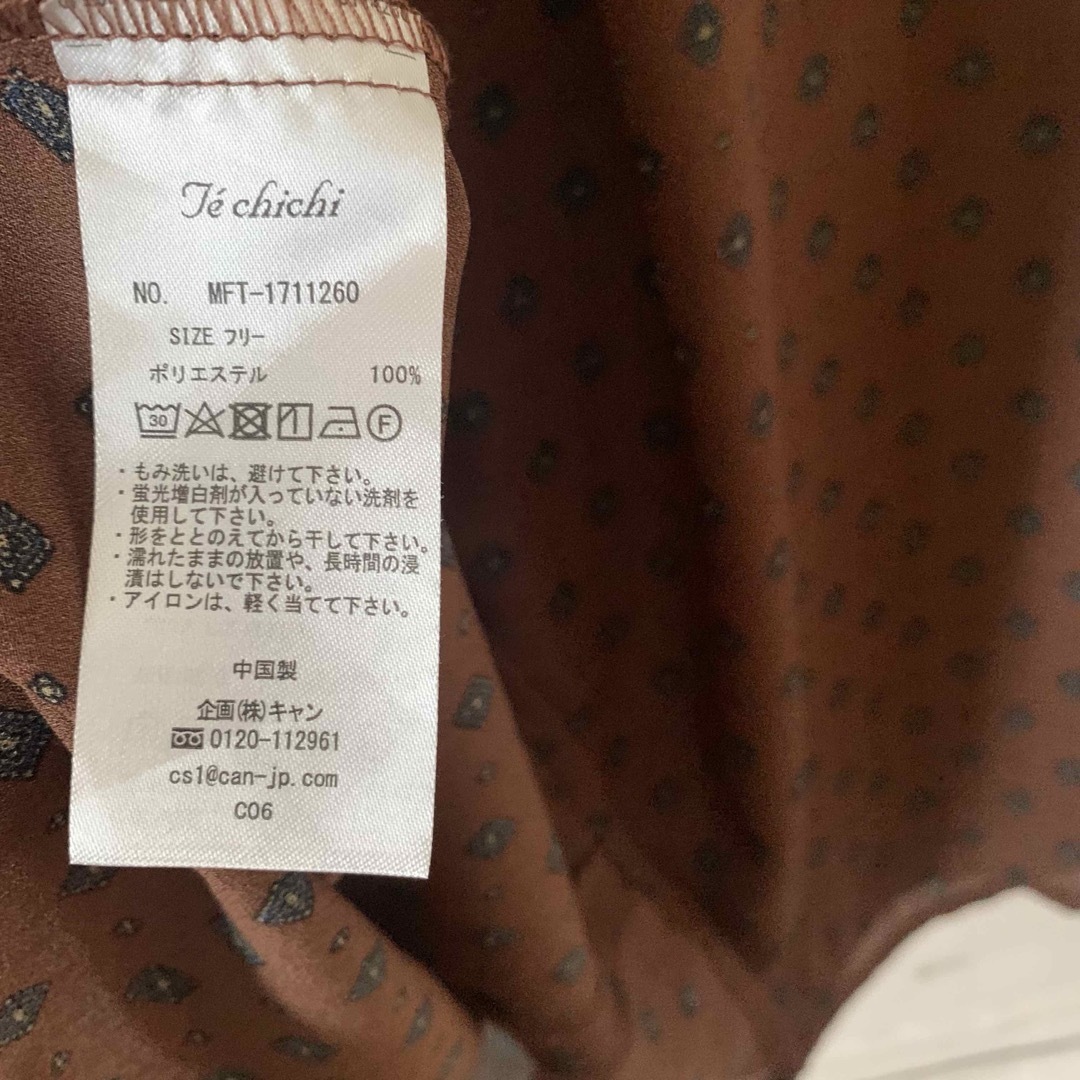 Té chichi
NO. MFT-1711260
SIZE フリー
ポリエステル 100%
30 F
・もみ洗いは、避けて下さい。
・蛍光増白剤が入っていない洗剤を
使用して下さい。
・形をととのえてから干して下さい。
・濡れたままの放置や、長時間の浸
漬はしないで下さい。
・アイロンは、軽く当てて下さい。
中国製
企画(株)キャン
0120-112961
cs1@can-jp.com
C06